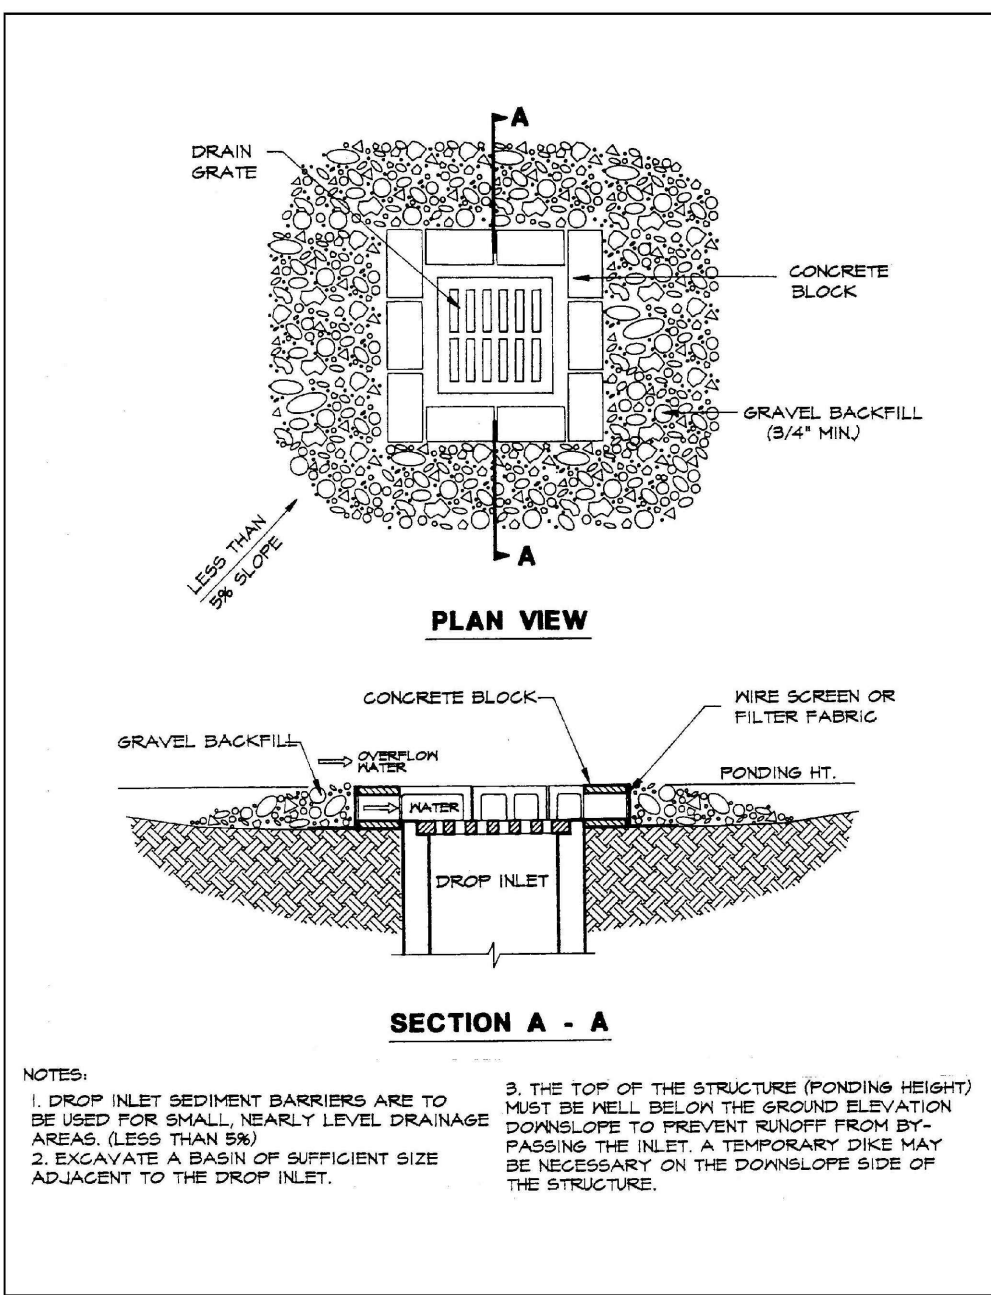 A
DRAIN
GRATE
CONCRETE
BLOCK
GRAVEL BACKFILL
(3/4" MIN.)
LESS THAN
5% SLOPE
A
PLAN VIEW
CONCRETE BLOCK
WIRE SCREEN OR
FILTER FABRIC
GRAVEL BACKFILL
OVERFLOW
WATER
PONDING HT.
WATER
DROP INLET
SECTION A - A
NOTES:
1. DROP INLET SEDIMENT BARRIERS ARE TO
BE USED FOR SMALL, NEARLY LEVEL DRAINAGE
AREAS. (LESS THAN 5%)
2. EXCAVATE A BASIN OF SUFFICIENT SIZE
ADJACENT TO THE DROP INLET.
3. THE TOP OF THE STRUCTURE (PONDING HEIGHT)
MUST BE WELL BELOW THE GROUND ELEVATION
DOWNSLOPE TO PREVENT RUNOFF FROM BY-
PASSING THE INLET. A TEMPORARY DIKE MAY
BE NECESSARY ON THE DOWNSLOPE SIDE OF
THE STRUCTURE.